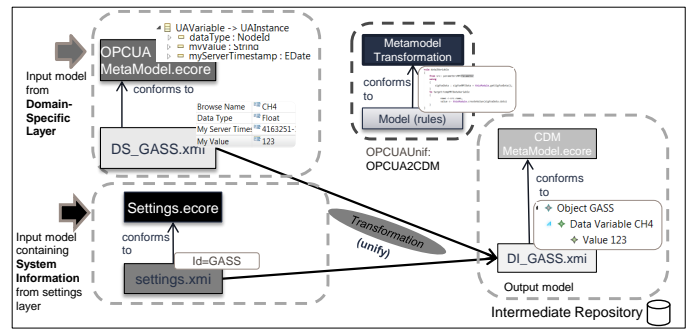 UAVariable -> UAInstance
dataType : NodeId
myValue : String
myServerTimestamp : EDate
OPCUA
MetaModel.ecore
Input model
from
Domain-
Specific
Layer
conforms to
Browse Name CH4
Data Type Float
My Server Times 4163251-
My Value 123
DS_GASS.xmi
Metamodel
Transformation
conforms
to
Model (rules)
OPCUAUnif:
OPCUA2CDM
CDM
MetaModel.ecore
conforms
to
Object GASS
Data Variable CH4
Value 123
DI_GASS.xmi
Output model
Settings.ecore
Input model
containing
System
Information
from settings
layer
conforms
to
Id=GASS
settings.xmi
Transformation
(unify)
Intermediate Repository